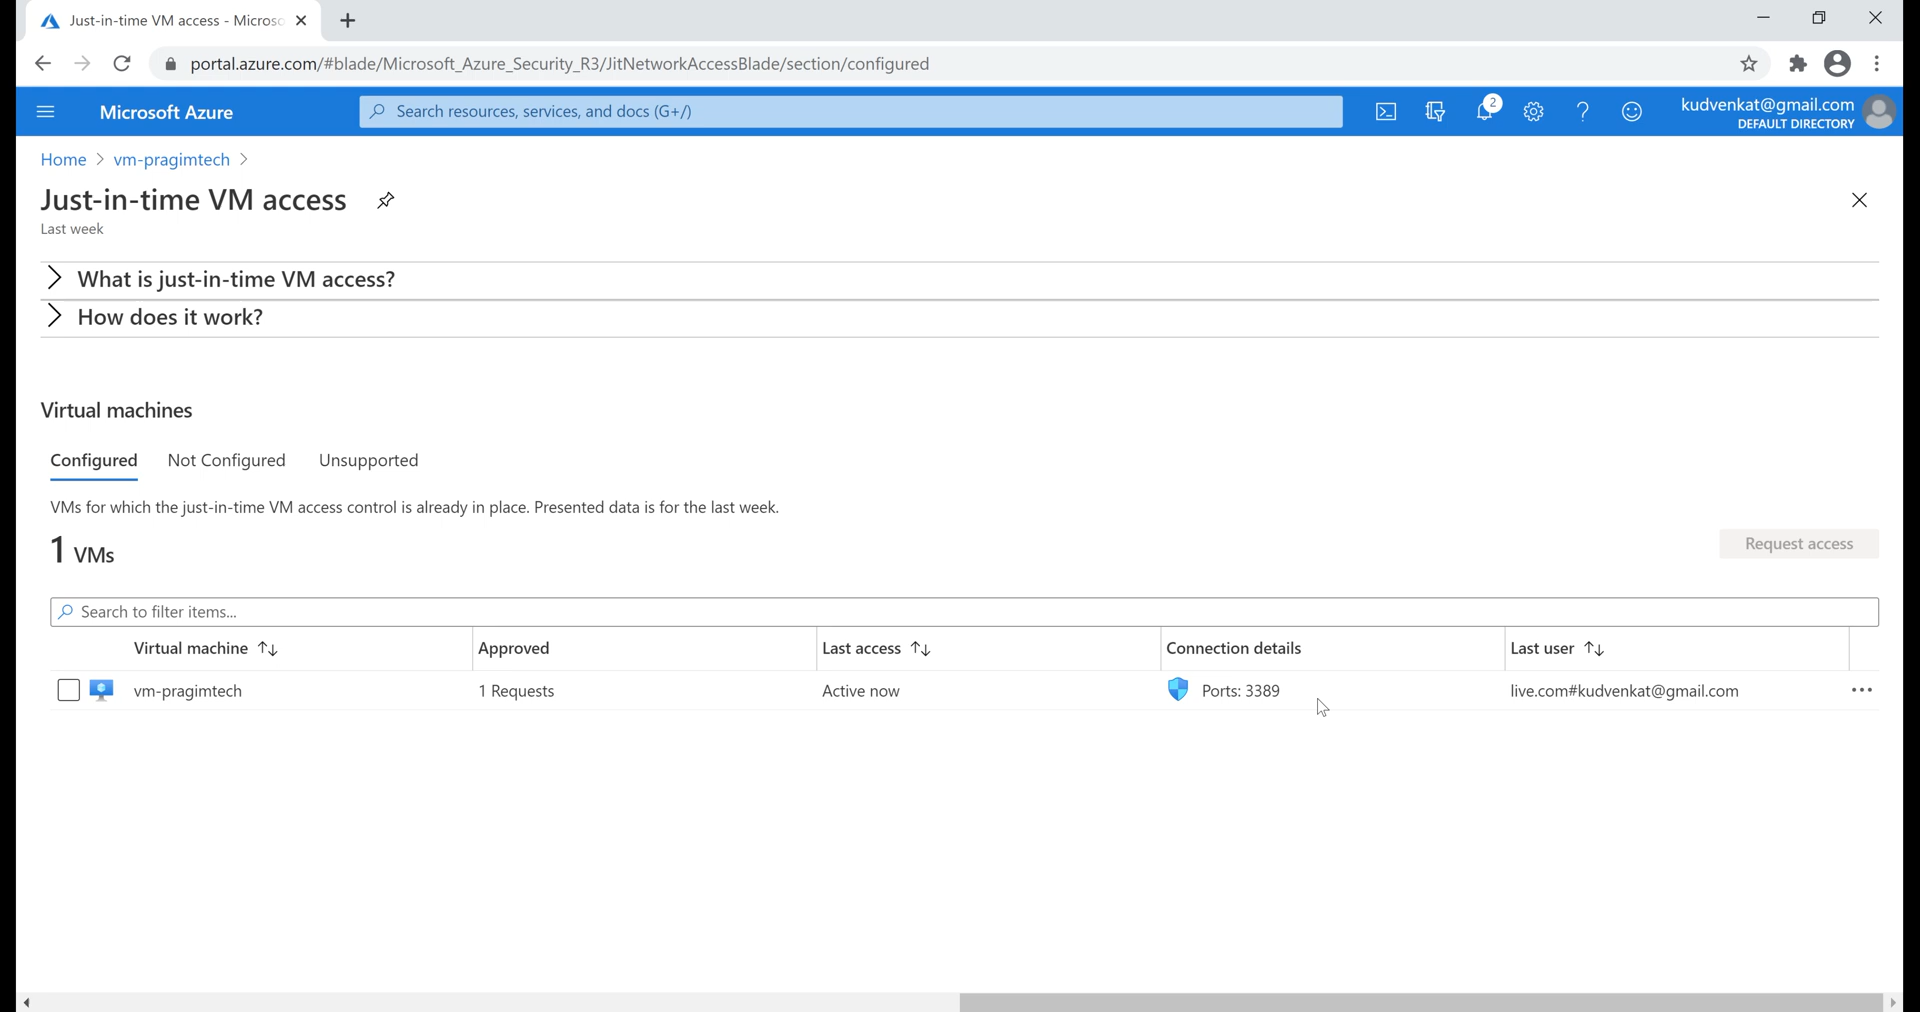 Just-in-time VM access - Micros
portal.azure.com/#blade/Microsoft_Azure_Security_R3/JitNetworkAccessBlade/section/configured
Microsoft Azure
Search resources, services, and docs (G+/)
2
kudvenkat@gmail.com
DEFAULT DIRECTORY
Home > vm-pragimtech >
Just-in-time VM access
Last week
What is just-in-time VM access?
How does it work?
Virtual machines
Configured Not Configured Unsupported
VMs for which the just-in-time VM access control is already in place. Presented data is for the last week.
1 VMs
Request access
Search to filter items...
Virtual machine Approved Last access Connection details Last user
vm-pragimtech 1 Requests Active now Ports: 3389 live.com#kudvenkat@gmail.com